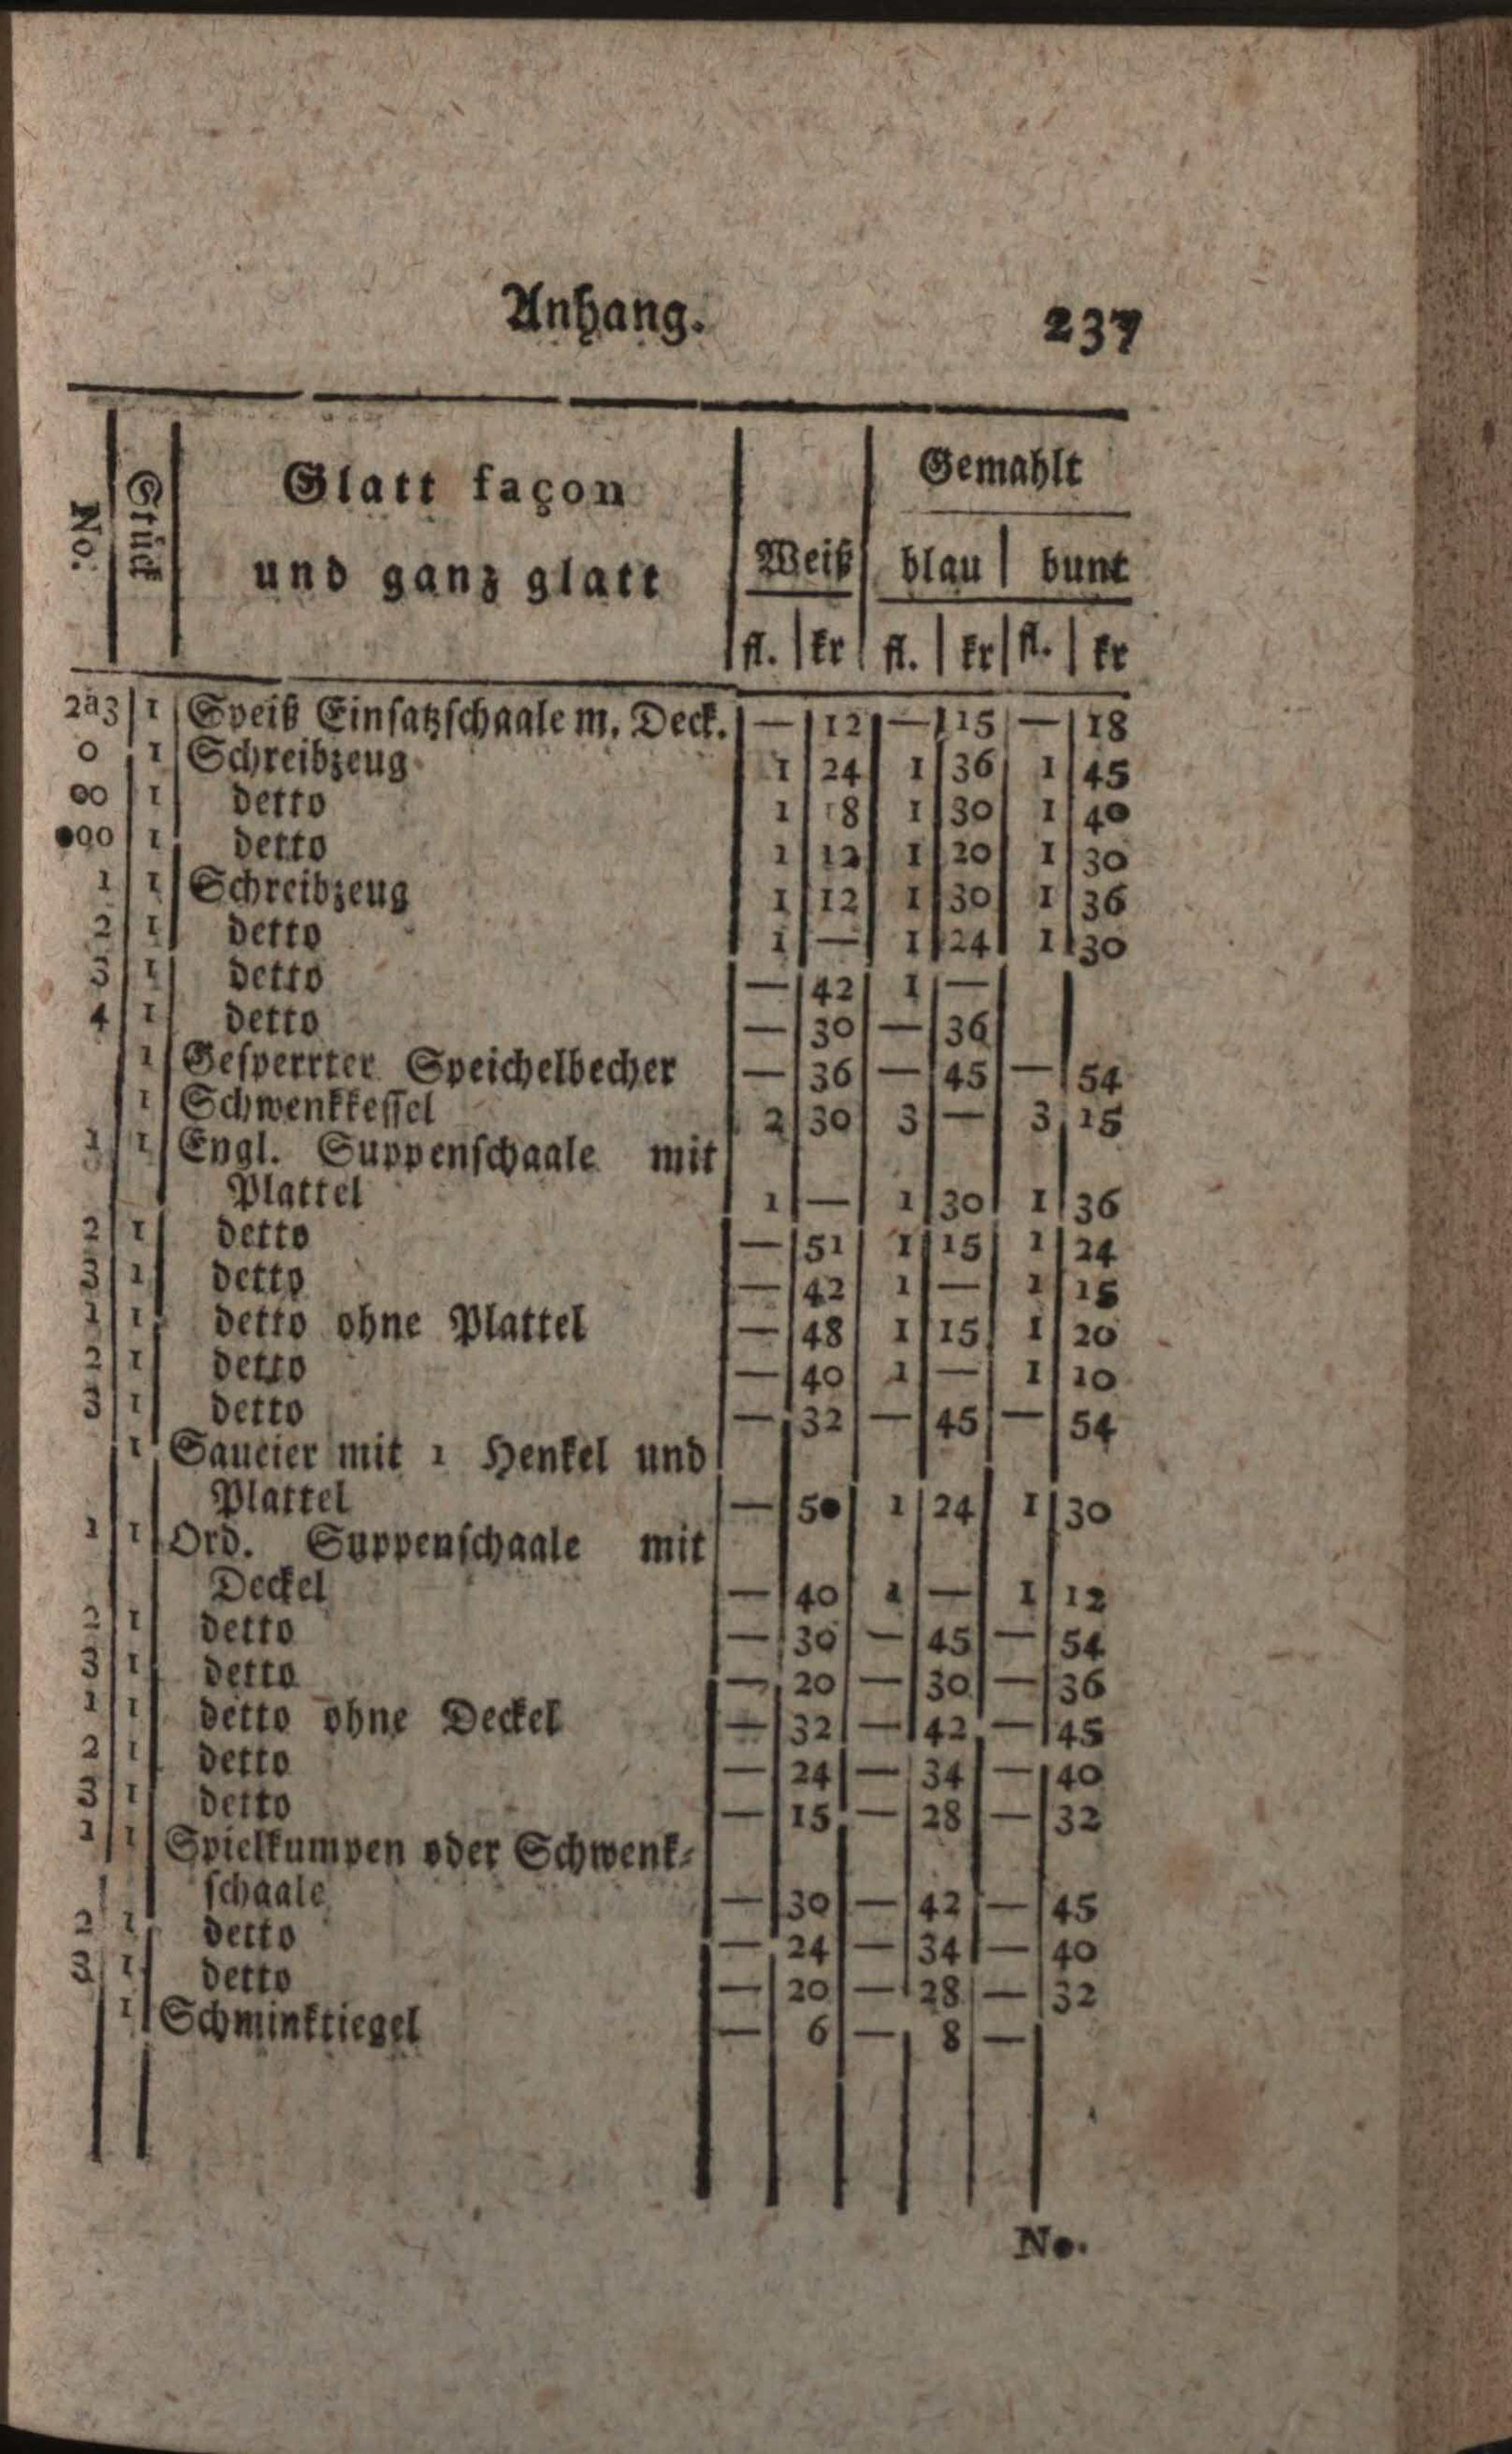 Anhang. 237
No. Stück Glatt façon und ganz glatt Weiß Gemahlt
blau bunt
fl. kr fl. kr fl. kr
2à3 1 Speiß Einsatzschaale m. Deck. — 12 — 15 — 18
0 1 Schreibzeug 1 24 1 36 1 45
00 1 detto 1 18 1 30 1 40
000 1 detto 1 12 1 20 1 30
1 1 Schreibzeug 1 12 1 30 1 36
2 1 detto 1 — 1 24 1 30
3 1 detto — 42 1 —
4 1 detto — 30 — 36
1 Gesperrter Speichelbecher — 36 — 45 — 54
1 Schwenkkessel 2 30 3 — 3 15
1 1 Engl. Suppenschaale mit
Plattel 1 — 1 30 1 36
2 1 detto — 51 1 15 1 24
3 1 detto — 42 1 — 1 15
1 1 detto ohne Plattel — 48 1 15 1 20
2 1 detto — 40 1 — 1 10
3 1 detto — 32 — 45 — 54
1 Saucier mit 1 Henkel und
Plattel — 50 1 24 1 30
1 1 Ord. Suppenschaale mit
Deckel — 40 1 — 1 12
2 1 detto — 30 — 45 — 54
3 1 detto — 20 — 30 — 36
1 1 detto ohne Deckel — 32 — 42 — 45
2 1 detto — 24 — 34 — 40
3 1 detto — 15 — 28 — 32
1 1 Spielkumpen oder Schwenk-
schaale — 30 — 42 — 45
2 1 detto — 24 — 34 — 40
3 1 detto — 20 — 28 — 32
1 Schminktiegel — 6 — 8 —
No.